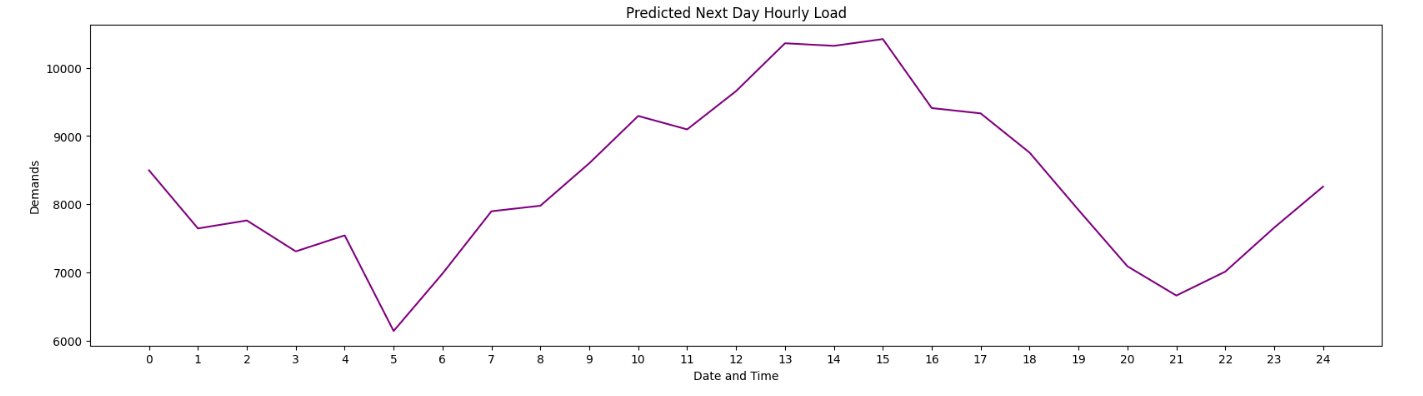 Predicted Next Day Hourly Load
Demands
10000
9000
8000
7000
6000
0 1 2 3 4 5 6 7 8 9 10 11 12 13 14 15 16 17 18 19 20 21 22 23 24
Date and Time